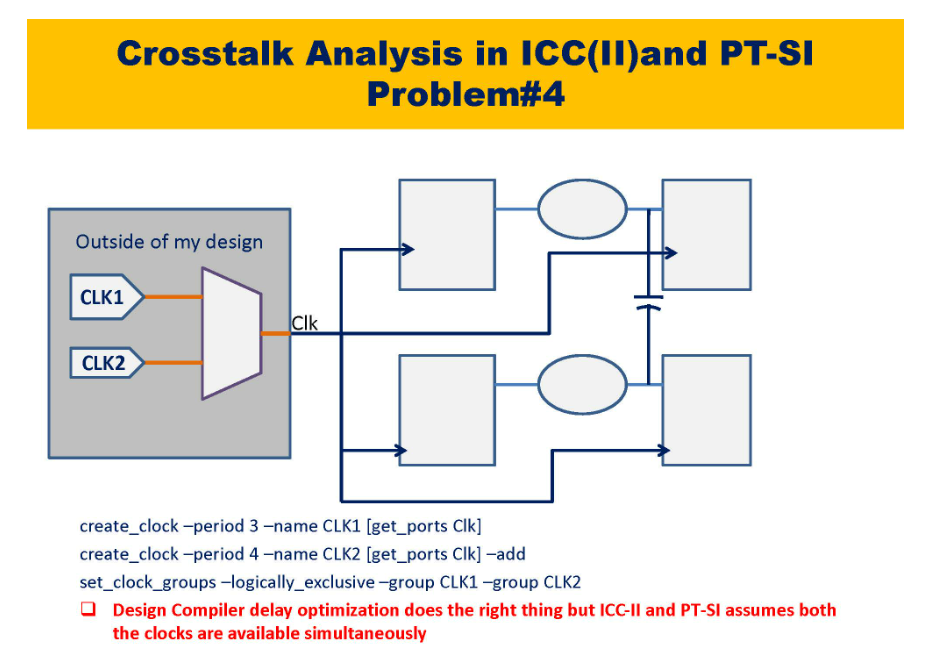 Crosstalk Analysis in ICC(II)and PT-SI
Problem#4
Outside of my design
CLK1
Clk
CLK2
create_clock –period 3 –name CLK1 [get_ports Clk]
create_clock –period 4 –name CLK2 [get_ports Clk] –add
set_clock_groups –logically_exclusive –group CLK1 –group CLK2
Design Compiler delay optimization does the right thing but ICC-II and PT-SI assumes both
the clocks are available simultaneously